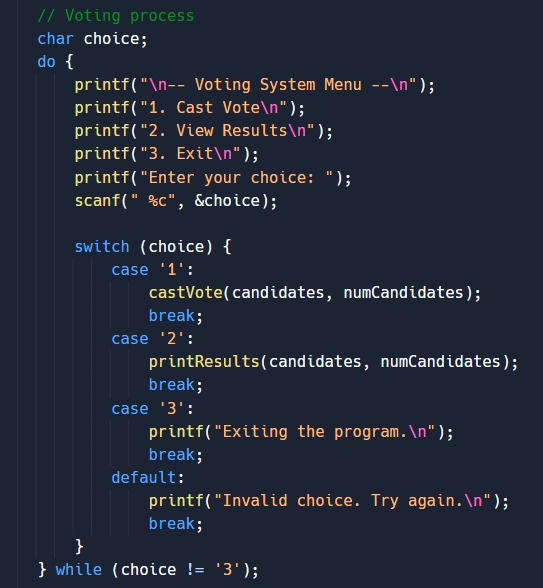 // Voting process
char choice;
do {
    printf("\n-- Voting System Menu --\n");
    printf("1. Cast Vote\n");
    printf("2. View Results\n");
    printf("3. Exit\n");
    printf("Enter your choice: ");
    scanf(" %c", &choice);

    switch (choice) {
        case '1':
            castVote(candidates, numCandidates);
            break;
        case '2':
            printResults(candidates, numCandidates);
            break;
        case '3':
            printf("Exiting the program.\n");
            break;
        default:
            printf("Invalid choice. Try again.\n");
            break;
    }
} while (choice != '3');